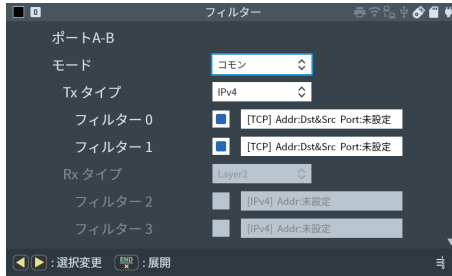 0 フィルター
ポートA-B
モード コモン
Tx タイプ IPv4
フィルター 0 [TCP] Addr:Dst&Src Port:未設定
フィルター 1 [TCP] Addr:Dst&Src Port:未設定
Rx タイプ Layer2
フィルター 2 [IPv4] Addr:未設定
フィルター 3 [IPv4] Addr:未設定
:選択変更 END × :展開